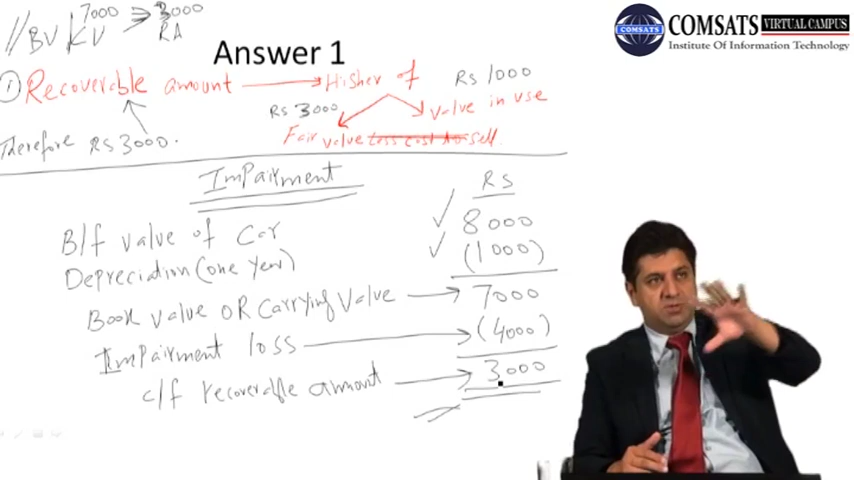 //BV/CV 7000 ⇒ 3000 RA
COMSATS VIRTUAL CAMPUS
Institute Of Information Technology
Answer 1
① Recoverable amount → Higher of Rs 1000
Rs 3000 Value in use
Fair value less cost to sell.
Therefore Rs 3000.
Impairment
Rs
B/f value of Car 8000
Depreciation (one year) (1000)
Book Value OR Carrying Value → 7000
Impairment loss → (4000)
c/f recoverable amount → 3000